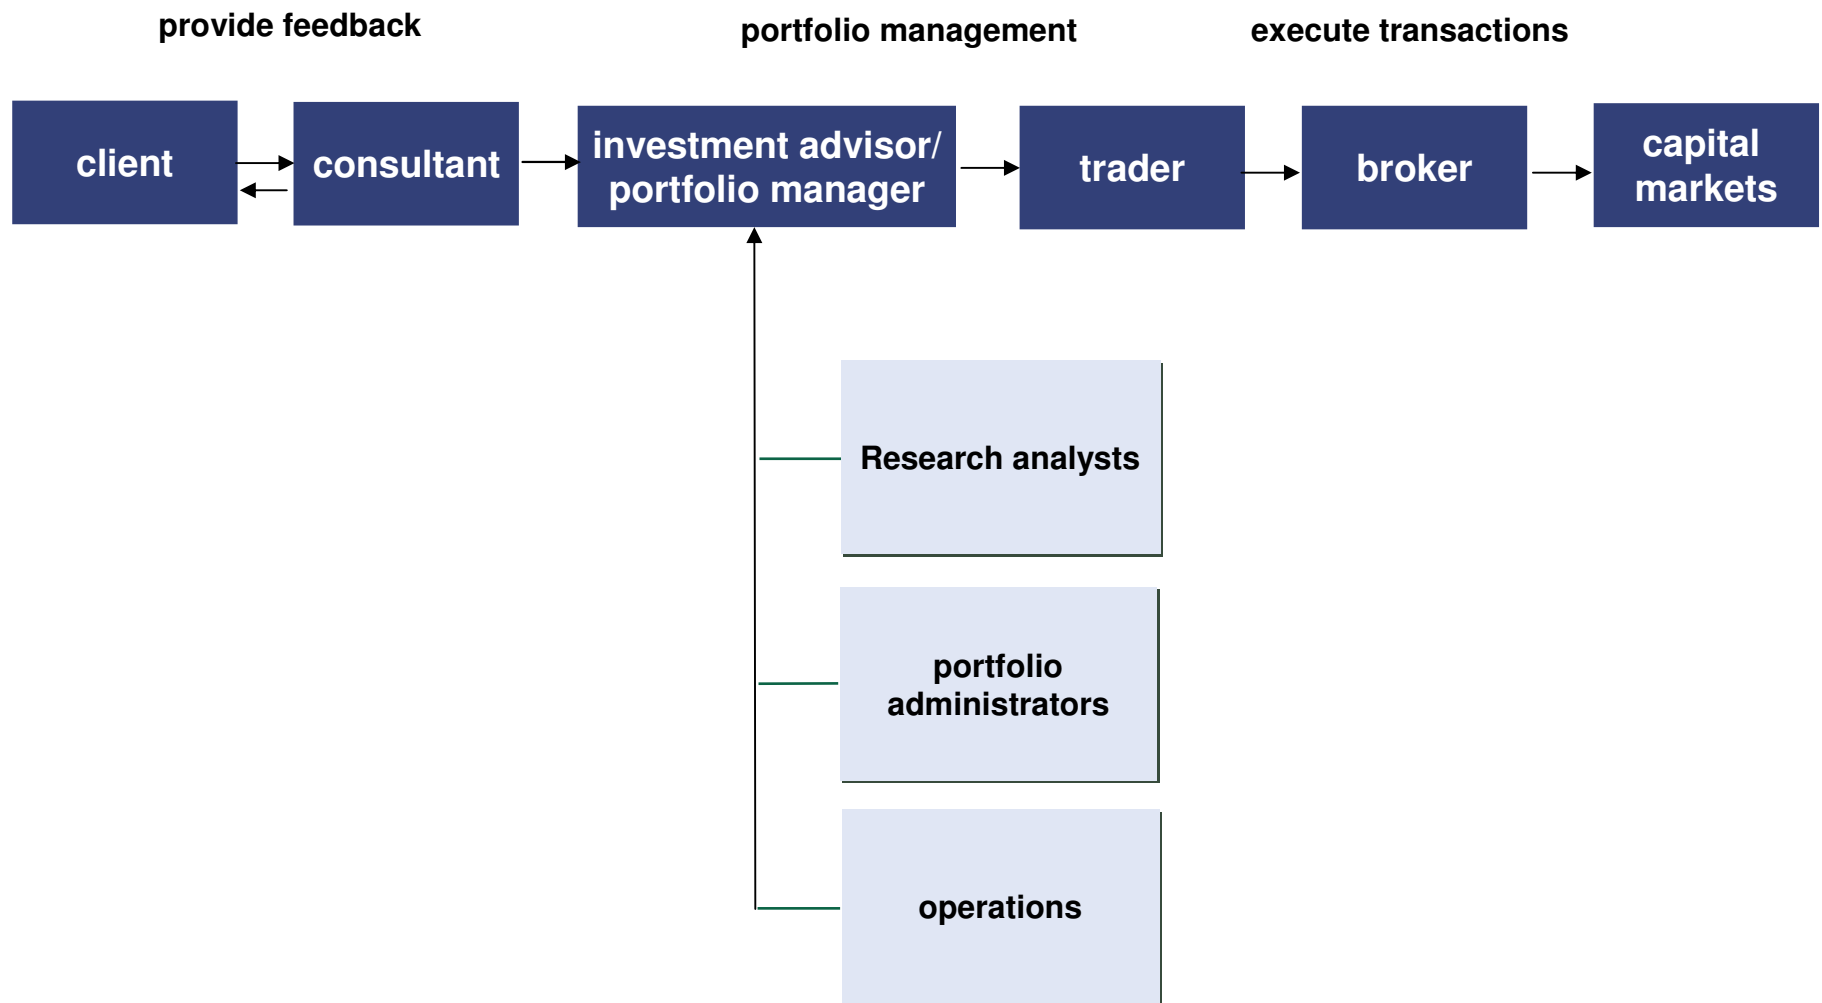 provide feedback
portfolio management
execute transactions
client
consultant
investment advisor/
portfolio manager
trader
broker
capital
markets
Research analysts
portfolio
administrators
operations